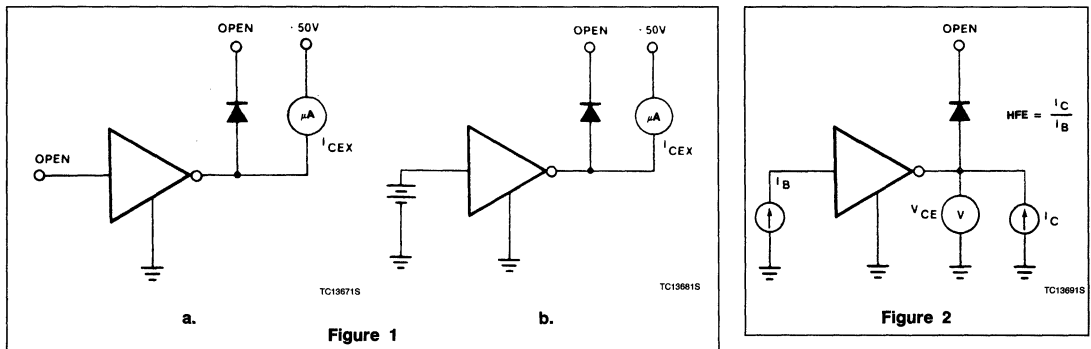 OPEN
· 50V
μA
I CEX
OPEN
TC13671S
a.
OPEN
· 50V
μA
I CEX
TC13681S
b.
Figure 1
OPEN
HFE = I C / I B
I B
V CE
V
I C
TC13691S
Figure 2